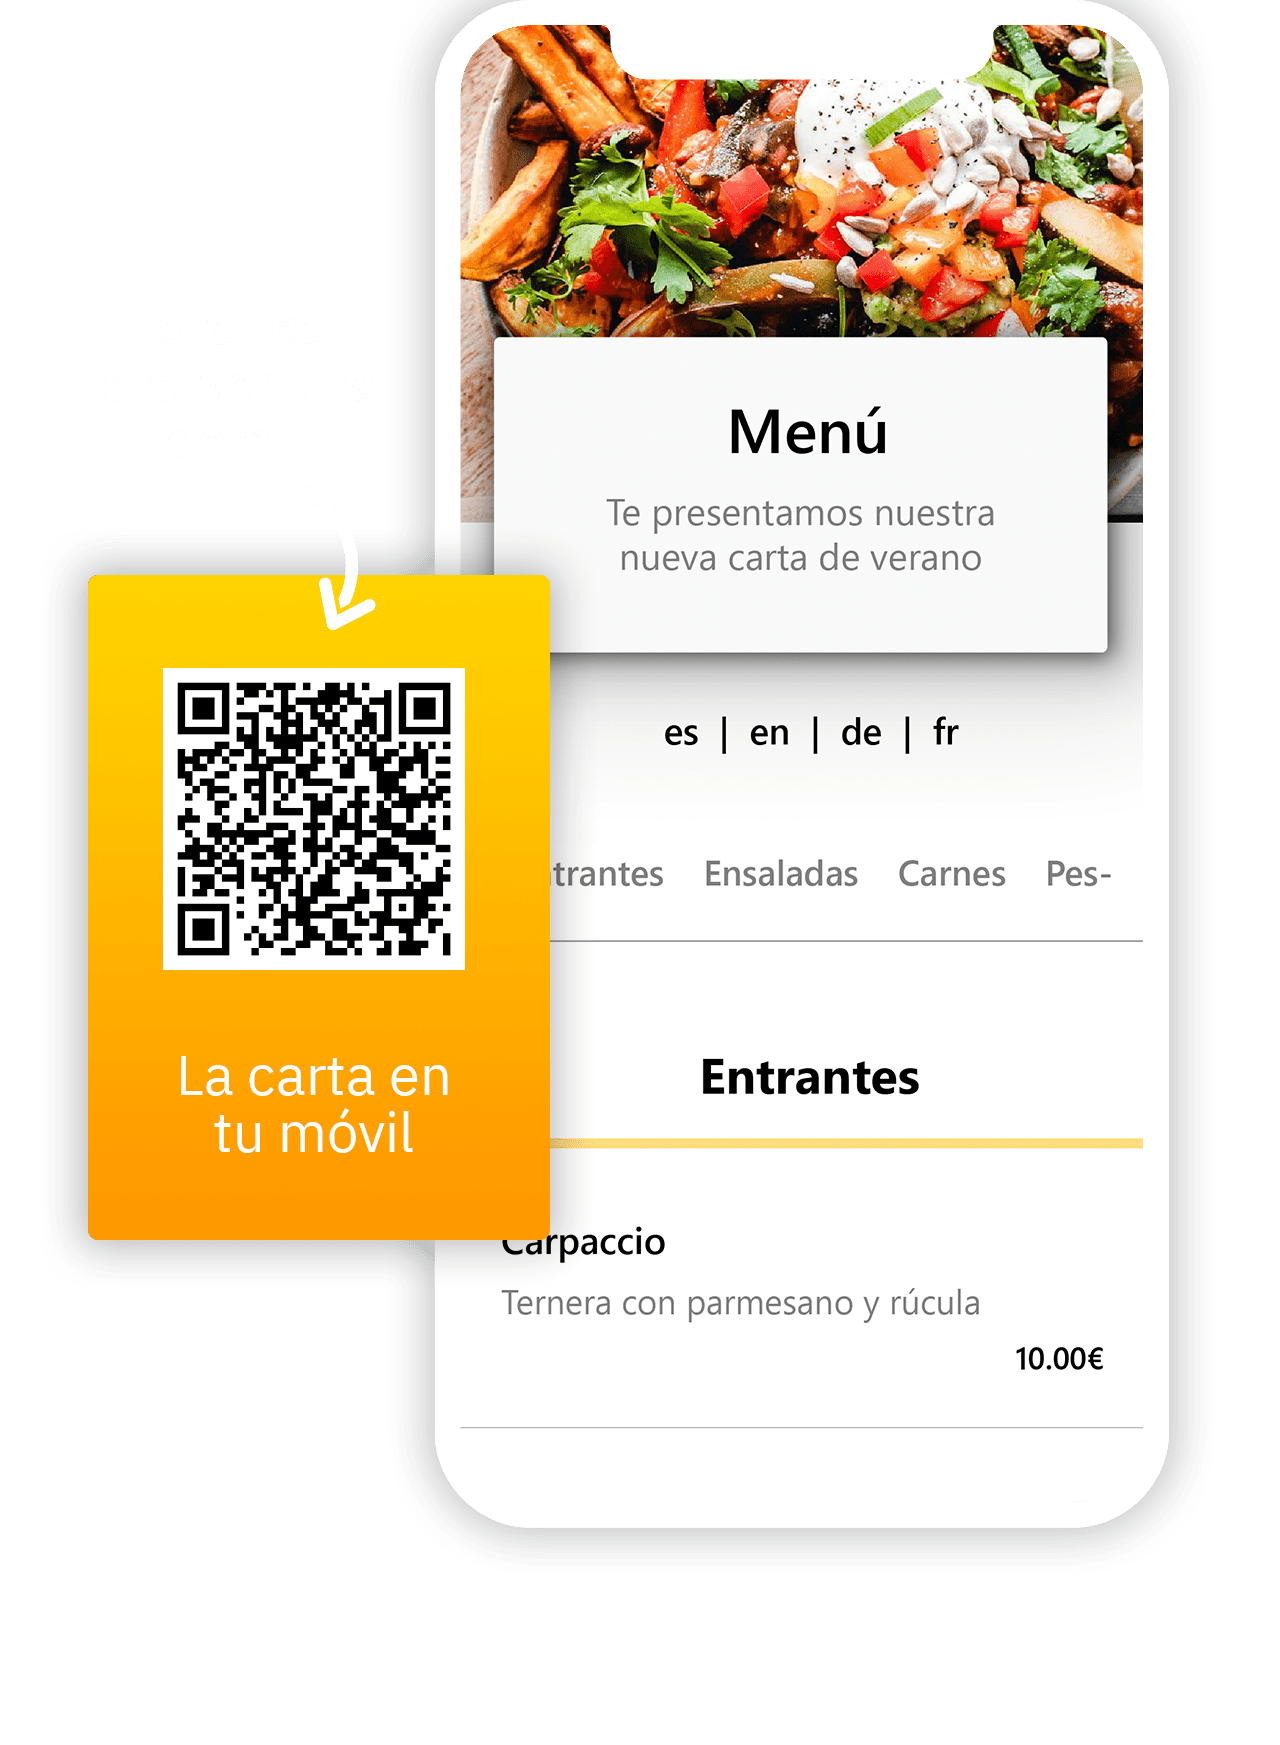 Menú
Te presentamos nuestra
nueva carta de verano
es | en | de | fr
trantes Ensaladas Carnes Pes-
Entrantes
Carpaccio
Ternera con parmesano y rúcula
10.00€
La carta en
tu móvil